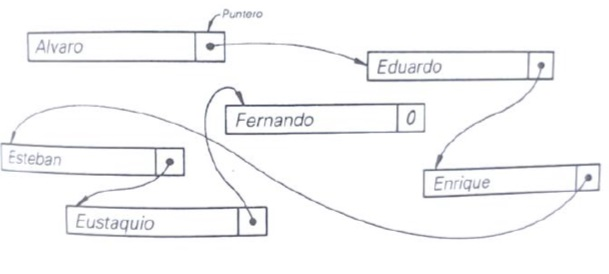 Puntero
Alvaro
Eduardo
Fernando 0
Esteban
Enrique
Eustaquio